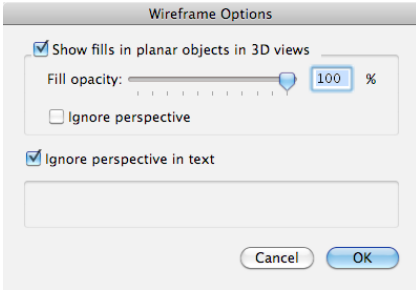 Wireframe Options
Show fills in planar objects in 3D views
Fill opacity: 100 %
Ignore perspective
Ignore perspective in text
Cancel OK